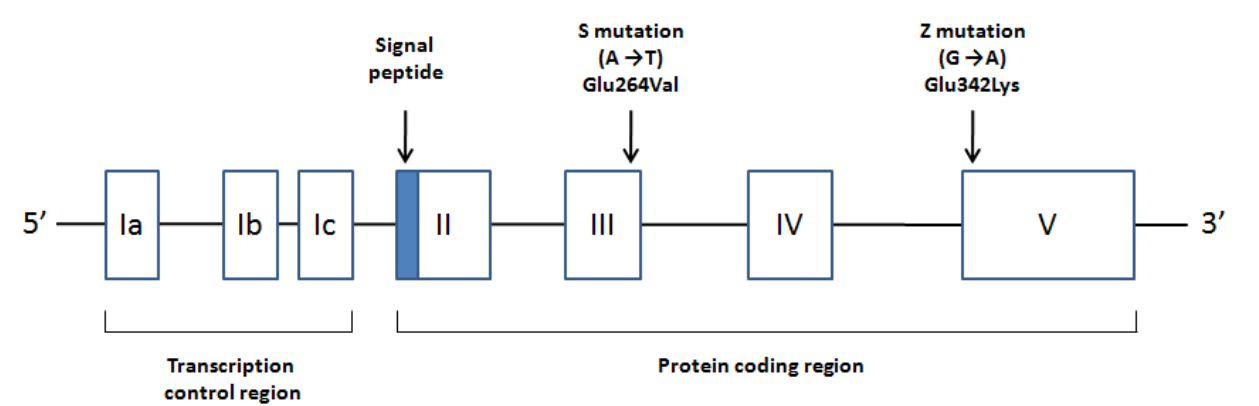 Signal
peptide
S mutation
(A →T)
Glu264Val
Z mutation
(G →A)
Glu342Lys
5’
Ia
Ib
Ic
II
III
IV
V
3’
Transcription
control region
Protein coding region